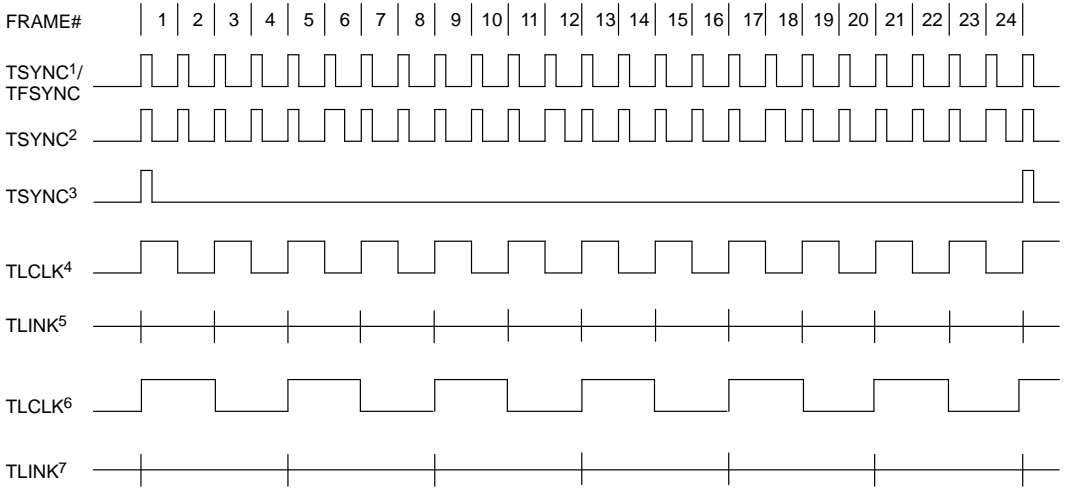 FRAME# 1 2 3 4 5 6 7 8 9 10 11 12 13 14 15 16 17 18 19 20 21 22 23 24
TSYNC1/
TFSYNC
TSYNC2
TSYNC3
TLCLK4
TLINK5
TLCLK6
TLINK7